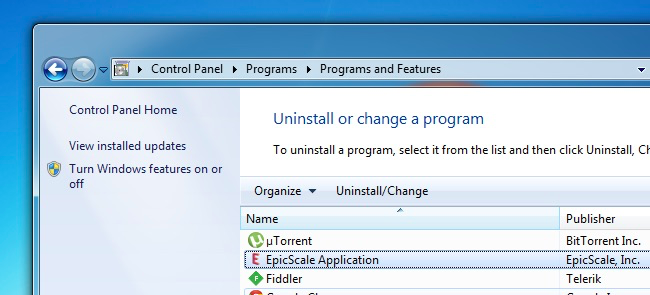 Control Panel ▸ Programs ▸ Programs and Features
Control Panel Home
View installed updates
Turn Windows features on or
off
Uninstall or change a program
To uninstall a program, select it from the list and then click Uninstall, Ch
Organize Uninstall/Change
Name Publisher
µTorrent BitTorrent Inc.
EpicScale Application EpicScale, Inc.
Fiddler Telerik